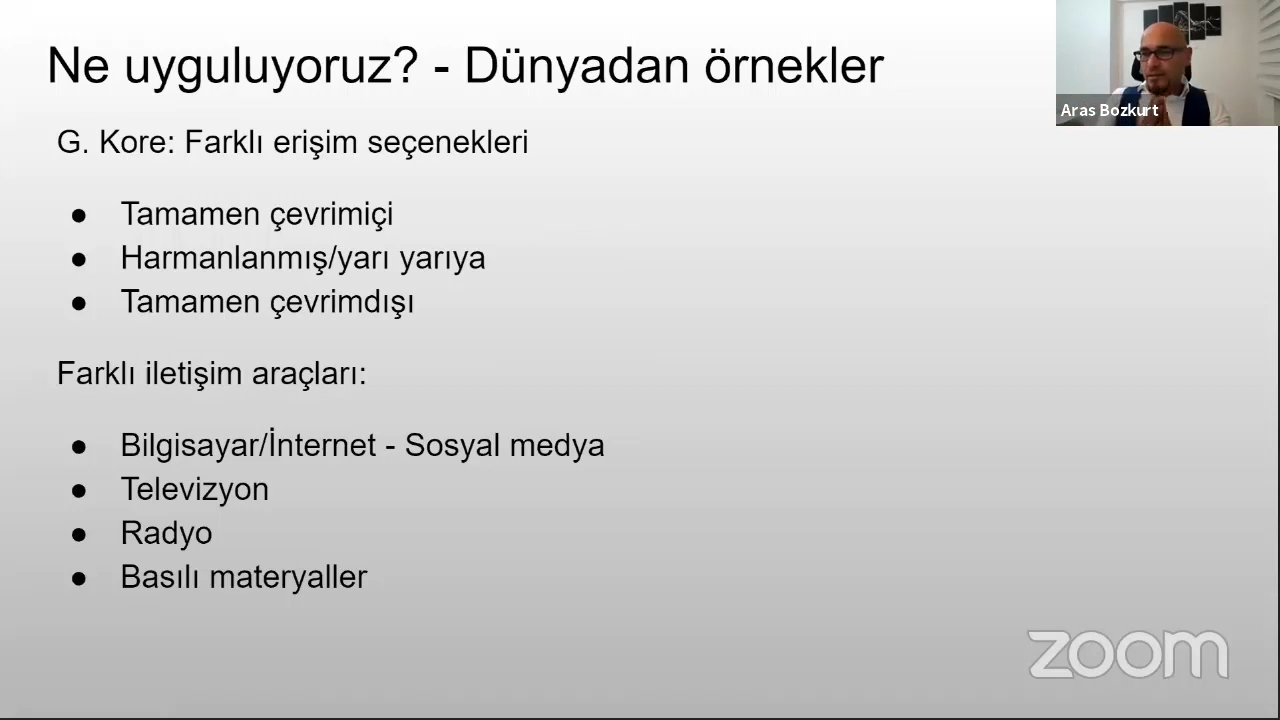 Ne uyguluyoruz? - Dünyadan örnekler
Aras Bozkurt
G. Kore: Farklı erişim seçenekleri
● Tamamen çevrimiçi
● Harmanlanmış/yarı yarıya
● Tamamen çevrimdışı
Farklı iletişim araçları:
● Bilgisayar/İnternet - Sosyal medya
● Televizyon
● Radyo
● Basılı materyaller
zoom